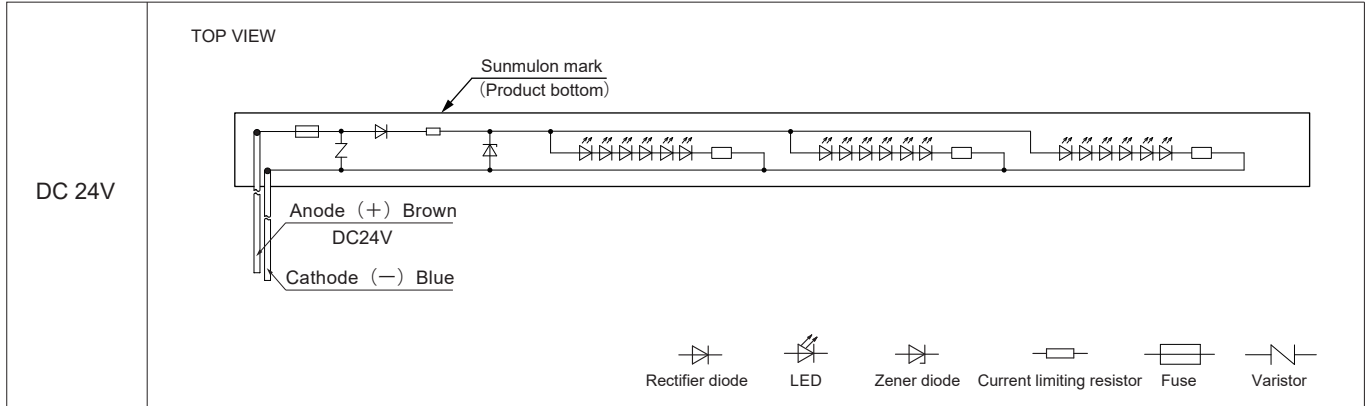 DC 24V
TOP VIEW
Sunmulon mark
(Product bottom)
Anode (+) Brown
DC24V
Cathode (—) Blue
Rectifier diode
LED
Zener diode
Current limiting resistor
Fuse
Varistor